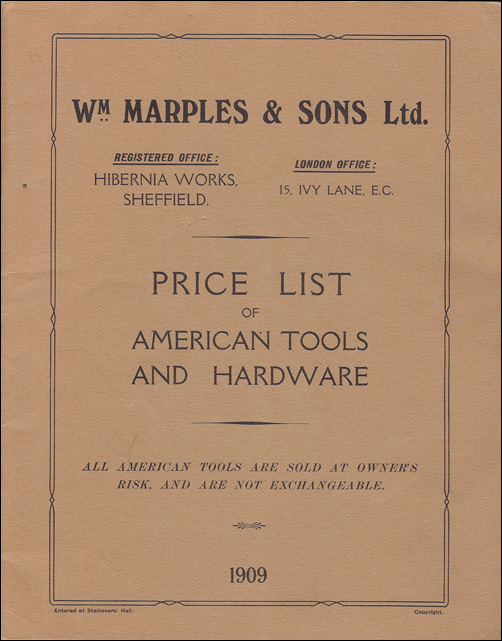 WM MARPLES & SONS Ltd.
REGISTERED OFFICE:
HIBERNIA WORKS,
SHEFFIELD.
LONDON OFFICE:
15, IVY LANE, E.C.
PRICE LIST
OF
AMERICAN TOOLS
AND HARDWARE
ALL AMERICAN TOOLS ARE SOLD AT OWNER'S
RISK, AND ARE NOT EXCHANGEABLE.
1909
Entered at Stationers' Hall.
Copyright.